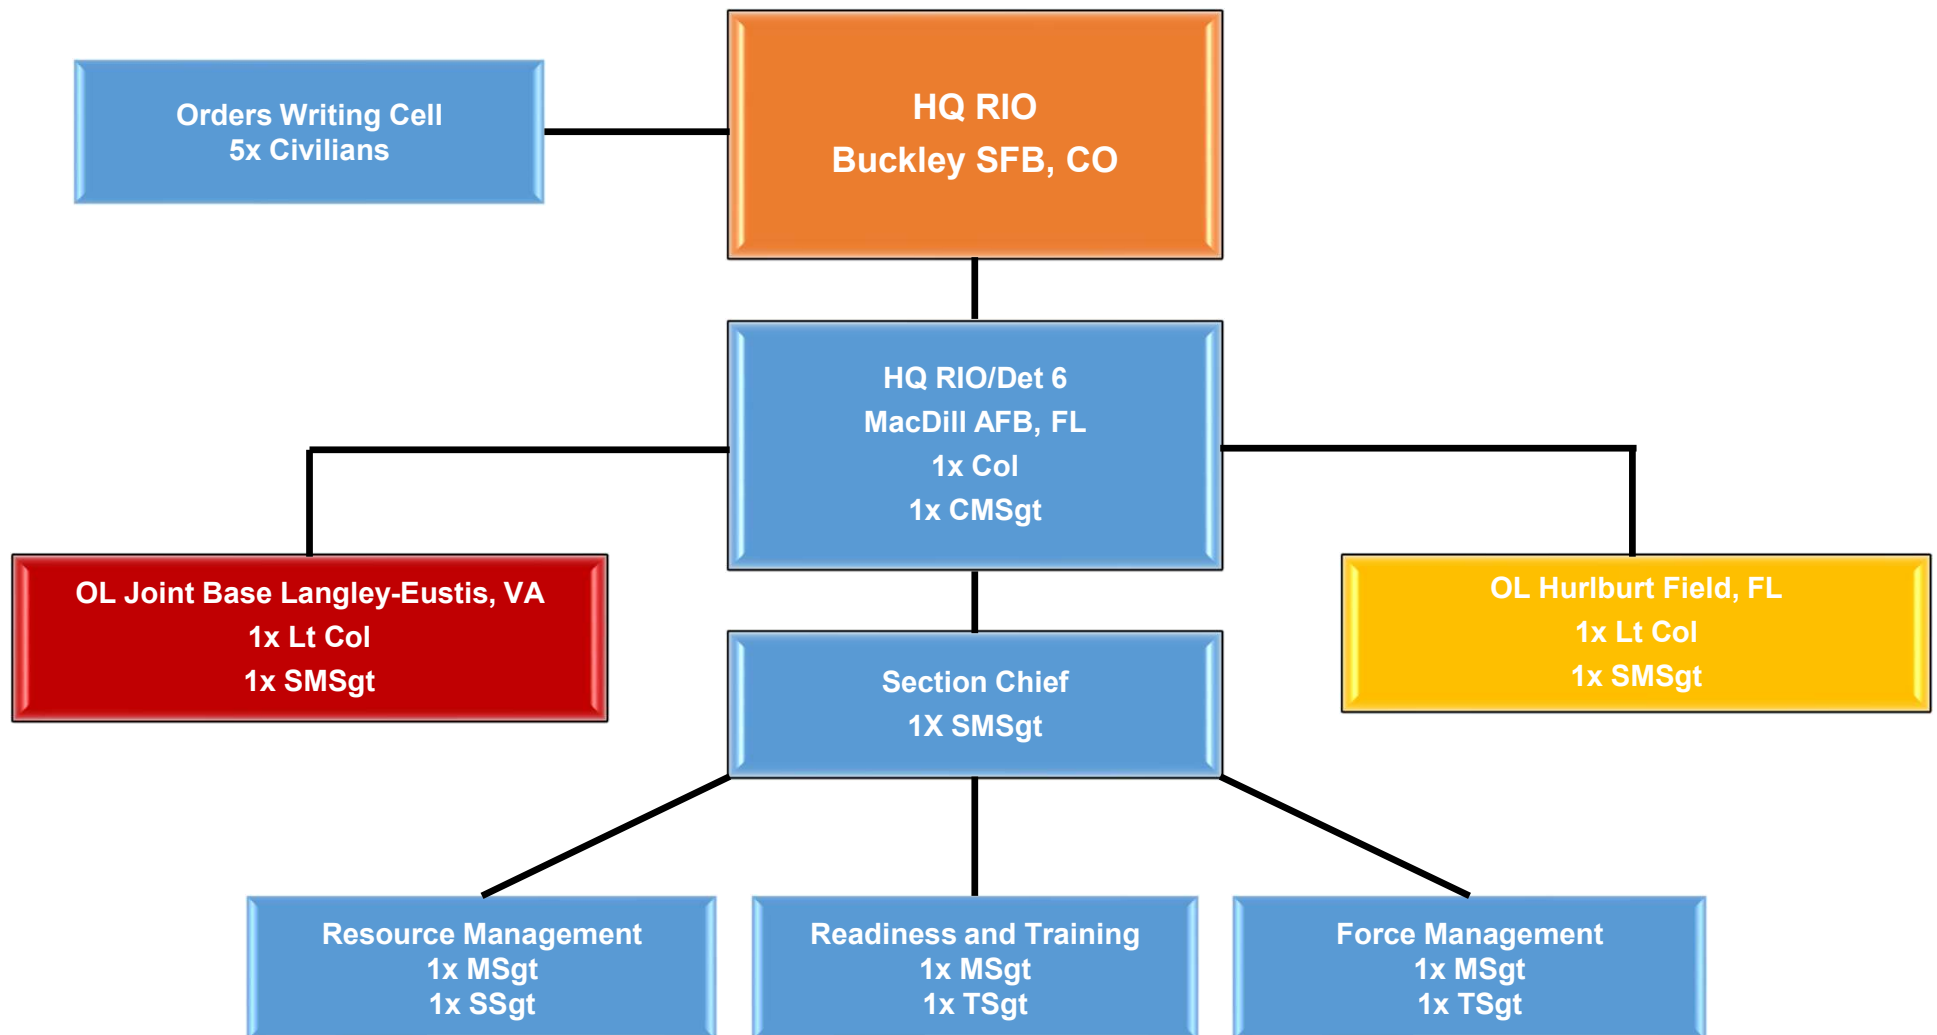 Orders Writing Cell
5x Civilians
HQ RIO
Buckley SFB, CO
HQ RIO/Det 6
MacDill AFB, FL
1x Col
1x CMSgt
OL Joint Base Langley-Eustis, VA
1x Lt Col
1x SMSgt
OL Hurlburt Field, FL
1x Lt Col
1x SMSgt
Section Chief
1X SMSgt
Resource Management
1x MSgt
1x SSgt
Readiness and Training
1x MSgt
1x TSgt
Force Management
1x MSgt
1x TSgt